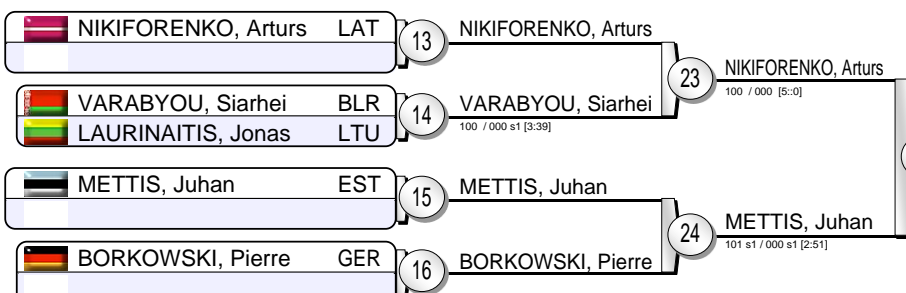 NIKIFORENKO, Arturs LAT
13
NIKIFORENKO, Arturs
23
NIKIFORENKO, Arturs
100 / 000 [5::0]
VARABYOU, Siarhei BLR
LAURINAITIS, Jonas LTU
14
VARABYOU, Siarhei
100 / 000 s1 [3:39]
METTIS, Juhan EST
15
METTIS, Juhan
24
METTIS, Juhan
101 s1 / 000 s1 [2:51]
BORKOWSKI, Pierre GER
16
BORKOWSKI, Pierre